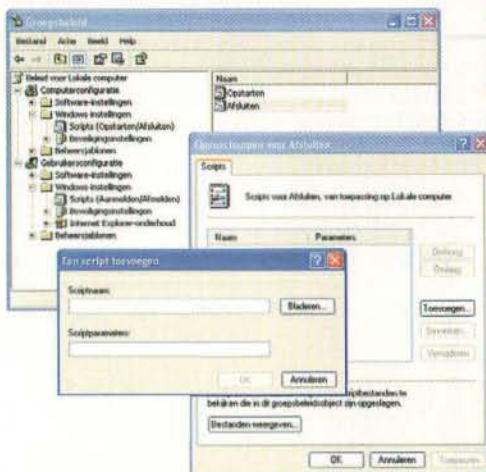 Groepsbeleid
Bestand Actie Beeld Help
Beleid voor Lokale computer
Computerconfiguratie
Software-instellingen
Windows-instellingen
Scripts (Opstarten/Afsluiten)
Beveiligingsinstellingen
Beheersjablonen
Gebruikersconfiguratie
Software-instellingen
Windows-instellingen
Scripts (Aanmelden/Afmelden)
Beveiligingsinstellingen
Internet Explorer-onderhoud
Beheersjablonen
Naam
Opstarten
Afsluiten
Eigenschappen voor Afsluiten
Scripts
Scripts voor Afsluiten, van toepassing op Lokale computer
Naam Parameters
Omhoog
Omlaag
Toevoegen...
Bewerken...
Verwijderen
scriptbestanden te
bekijken die in dit groepsbeleidsobject zijn opgeslagen.
Bestanden weergeven...
OK Annuleren Toepassen
Een script toevoegen
Scriptnaam:
Bladeren...
Scriptparameters:
OK Annuleren